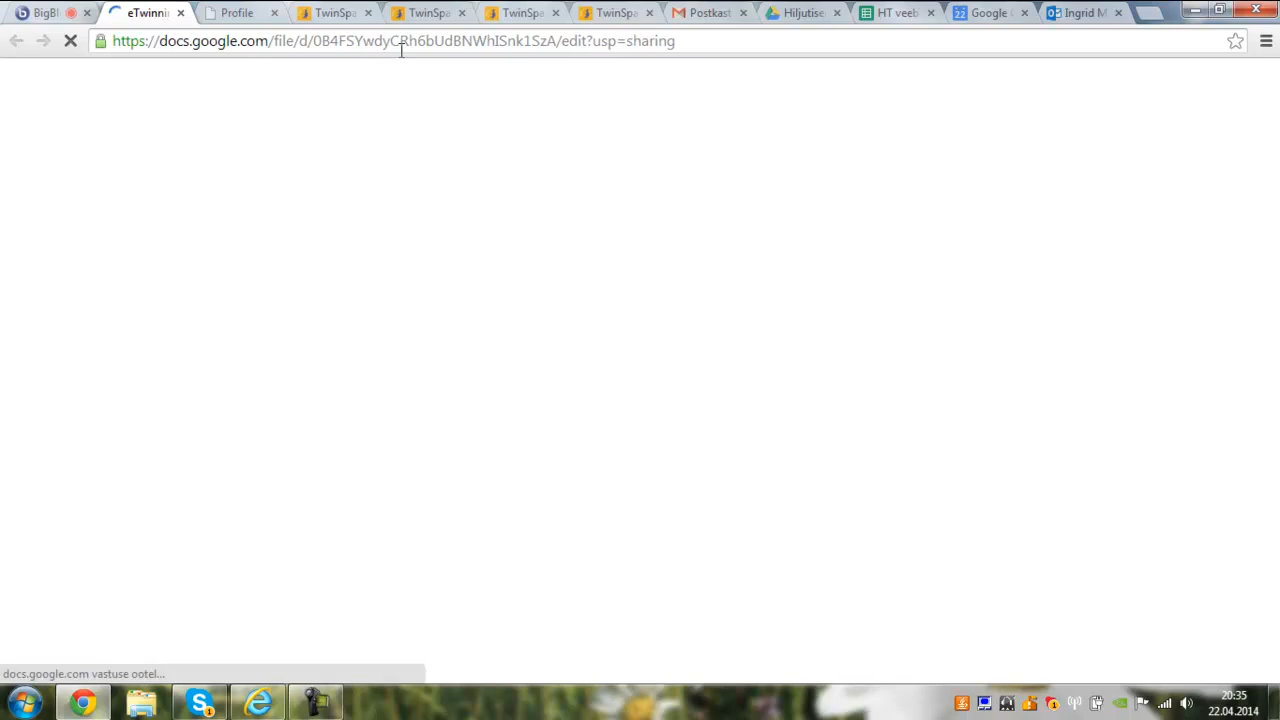 BigBl eTwinni Profile TwinSpa TwinSpa TwinSpa TwinSpa Postkast Hiljutise HT veeb Google Ingrid M
https://docs.google.com/file/d/0B4FSYwdyCRh6bUdBNWhISnk1SzA/edit?usp=sharing
docs.google.com vastuse ootel...
20:35
22.04.2014